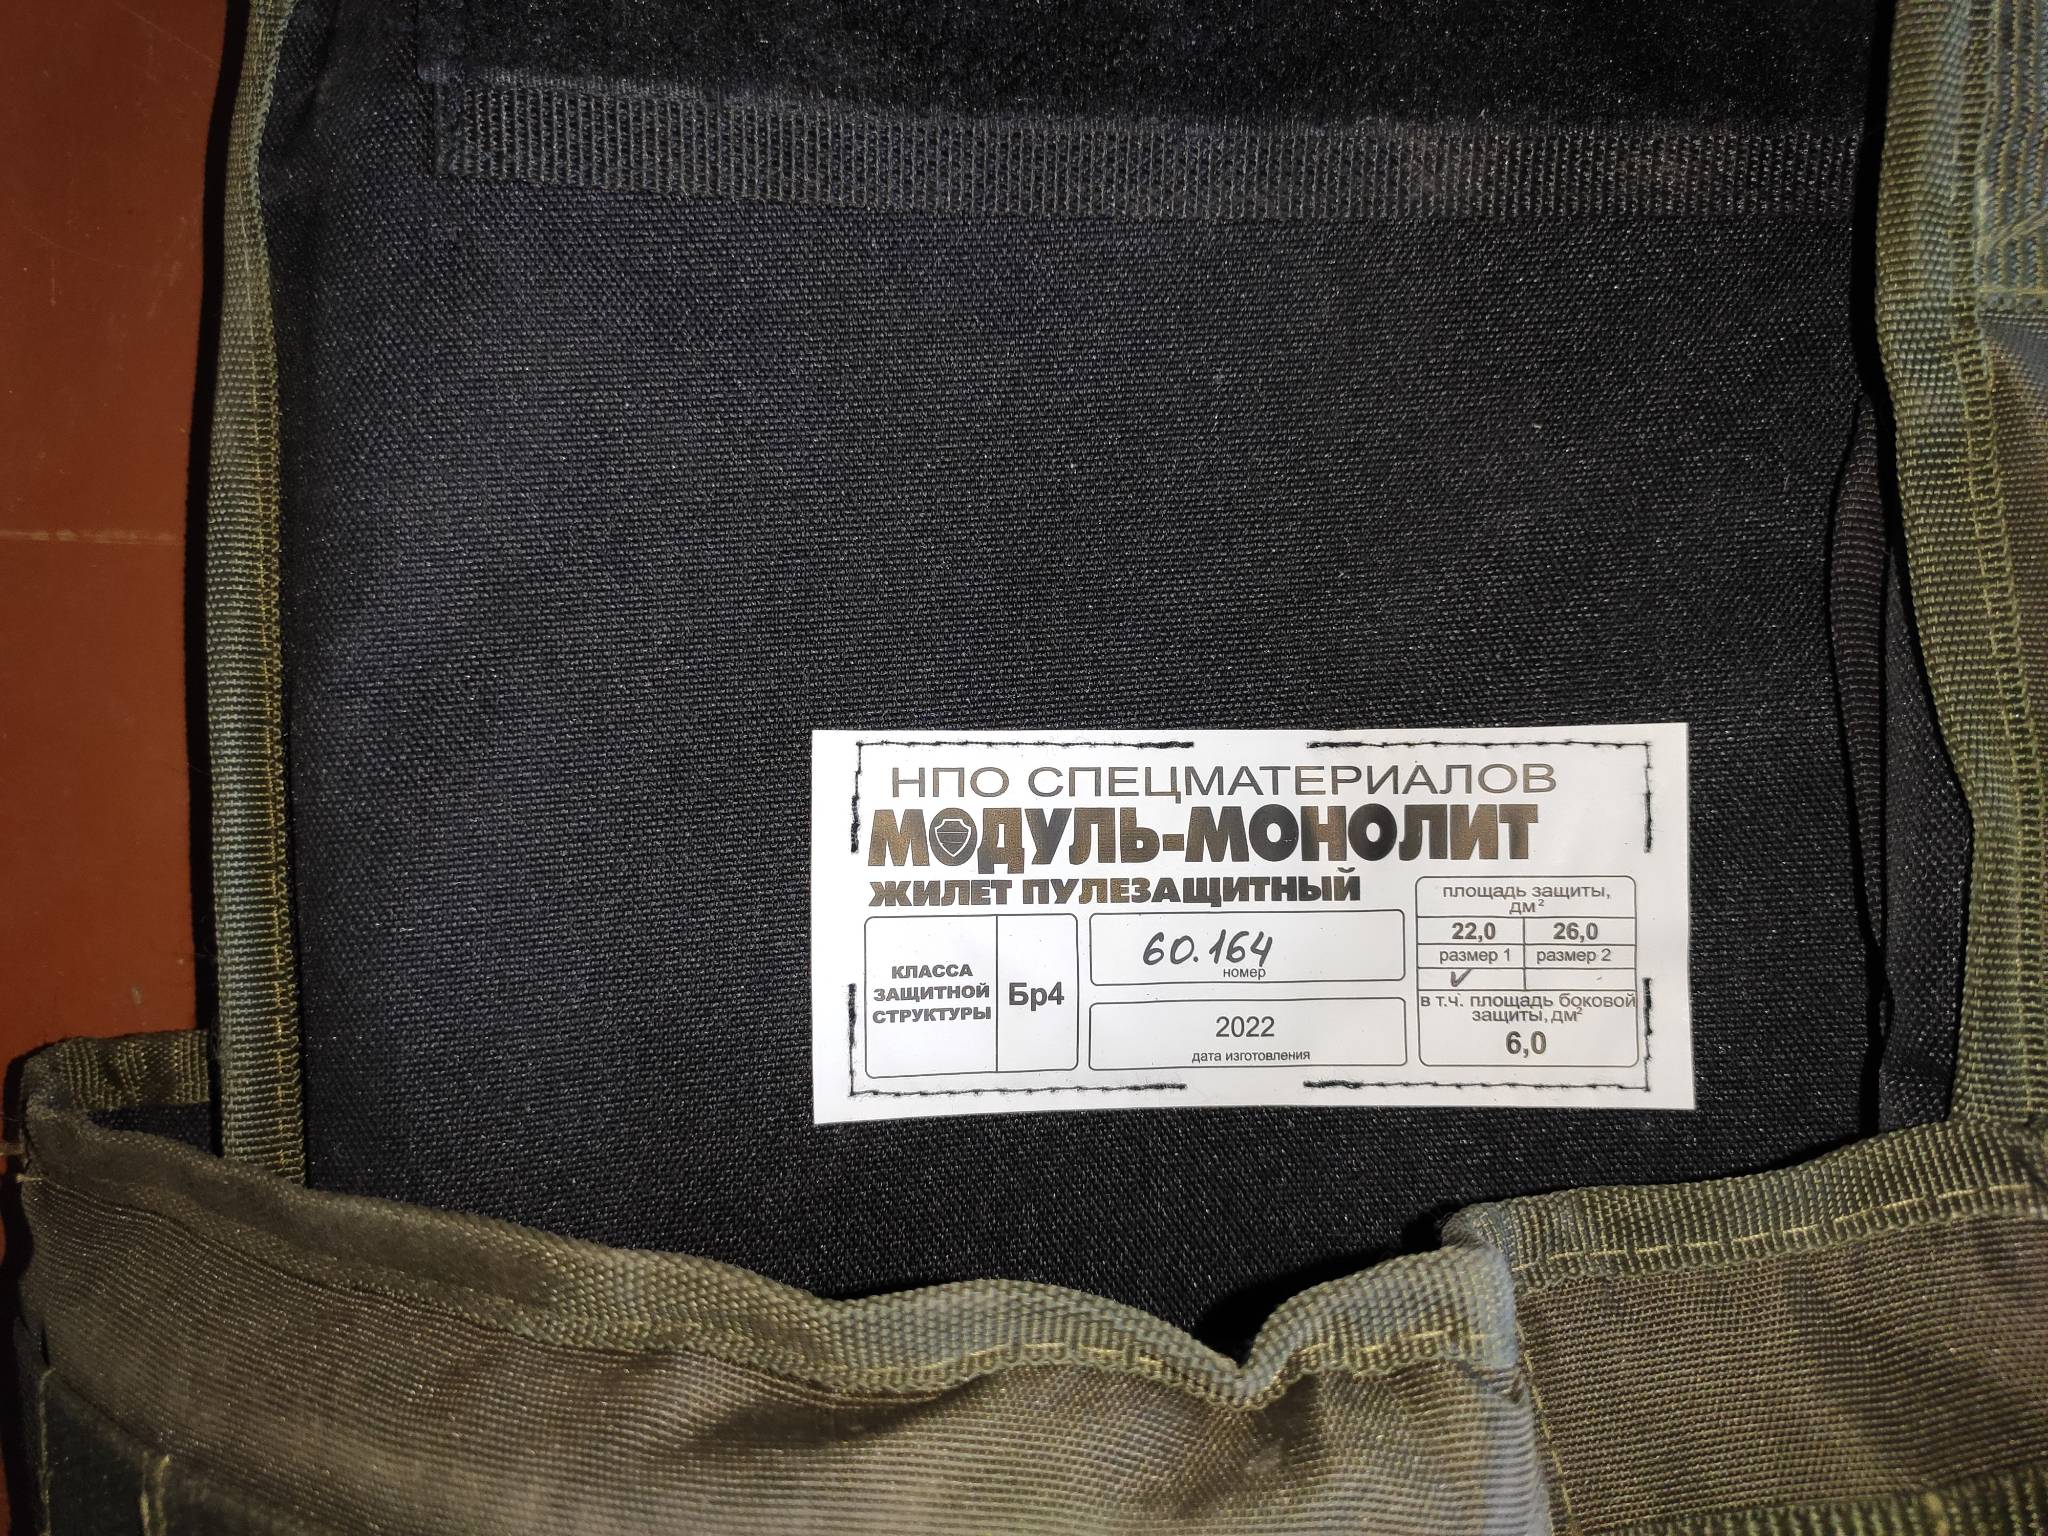 НПО СПЕЦМАТЕРИАЛОВ
МОДУЛЬ-МОНОЛИТ
ЖИЛЕТ ПУЛЕЗАЩИТНЫЙ
КЛАССА
ЗАЩИТНОЙ
СТРУКТУРЫ
Бр4
60.164
номер
2022
дата изготовления
площадь защиты,
дм²
22,0 26,0
размер 1 размер 2
в т.ч. площадь боковой
защиты, дм²
6,0